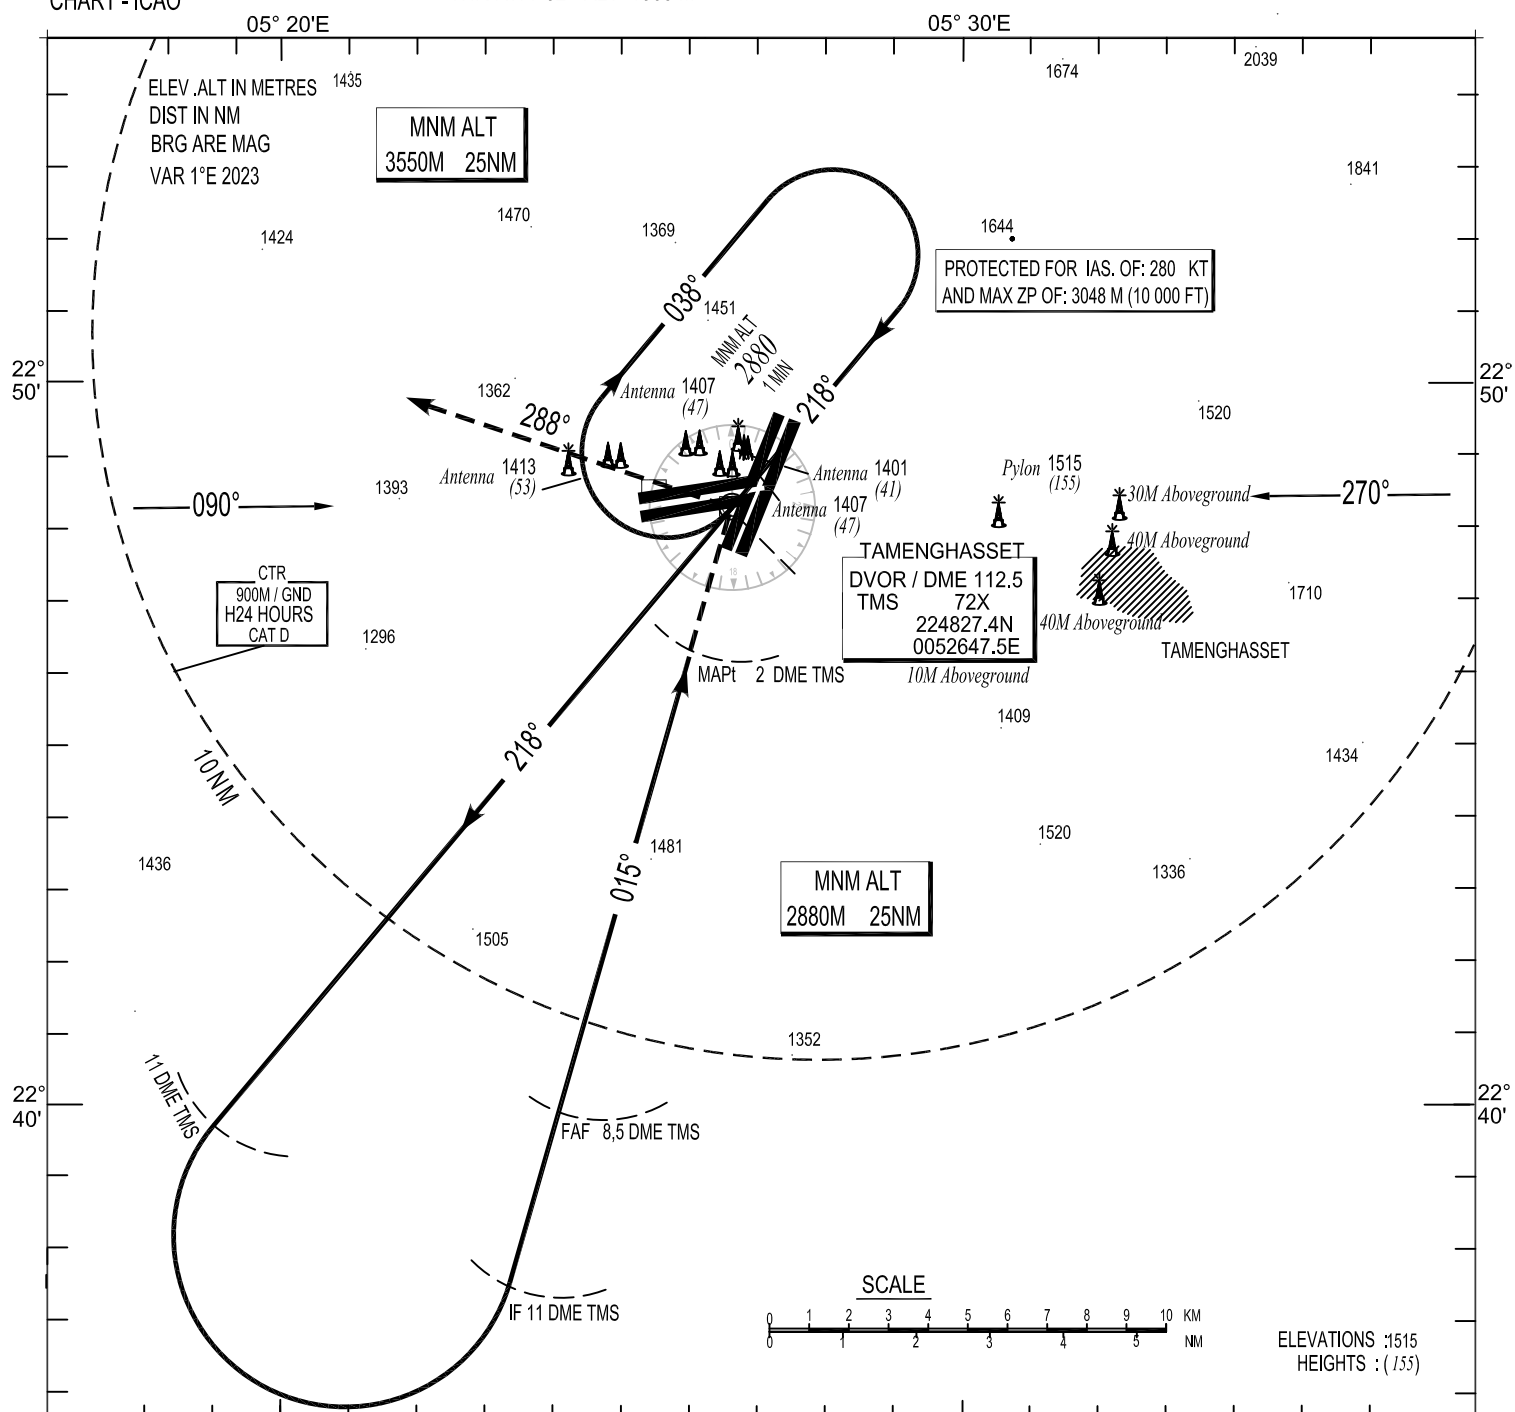 CHART - ICAO
05° 20'E
05° 30'E
ELEV .ALT IN METRES
DIST IN NM
BRG ARE MAG
VAR 1°E 2023
1435
MNM ALT
3550M 25NM
1674
2039
1841
1470
1424
1369
1644
PROTECTED FOR IAS. OF: 280 KT
AND MAX ZP OF: 3048 M (10 000 FT)
038°
1451
MNM ALT
2880
1 MIN
218°
22°
50'
22°
50'
1362
Antenna 1407
(47)
288°
1520
Antenna 1413
(53)
1393
Antenna 1401
(41)
Pylon 1515
(155)
30M Aboveground
270°
090°
Antenna 1407
(47)
40M Aboveground
TAMENGHASSET
DVOR / DME 112.5
TMS 72X
224827.4N
0052647.5E
10M Aboveground
18
CTR
900M / GND
H24 HOURS
CAT D
1710
40M Aboveground
TAMENGHASSET
1296
MAPt 2 DME TMS
1409
218°
1434
10NM
1436
1481
015°
1520
1336
MNM ALT
2880M 25NM
1505
1352
11 DME TMS
22°
40'
22°
40'
FAF 8,5 DME TMS
IF 11 DME TMS
SCALE
0 1 2 3 4 5 6 7 8 9 10 KM
0 1 2 3 4 5 NM
ELEVATIONS :1515
HEIGHTS : (155)